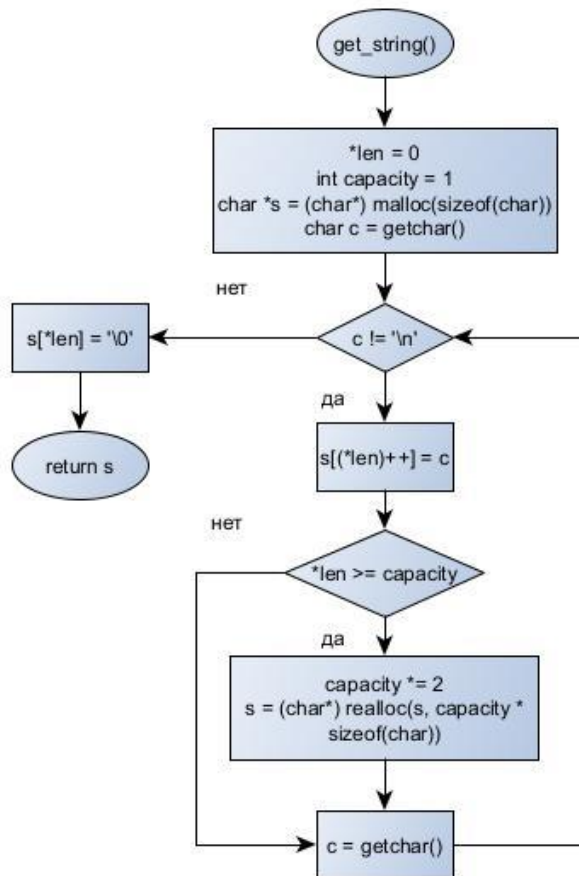 get_string()
*len = 0
int capacity = 1
char *s = (char*) malloc(sizeof(char))
char c = getchar()
нет
s[*len] = '\0'
c != '\n'
да
return s
s[(*len)++] = c
нет
*len >= capacity
да
capacity *= 2
s = (char*) realloc(s, capacity *
sizeof(char))
c = getchar()